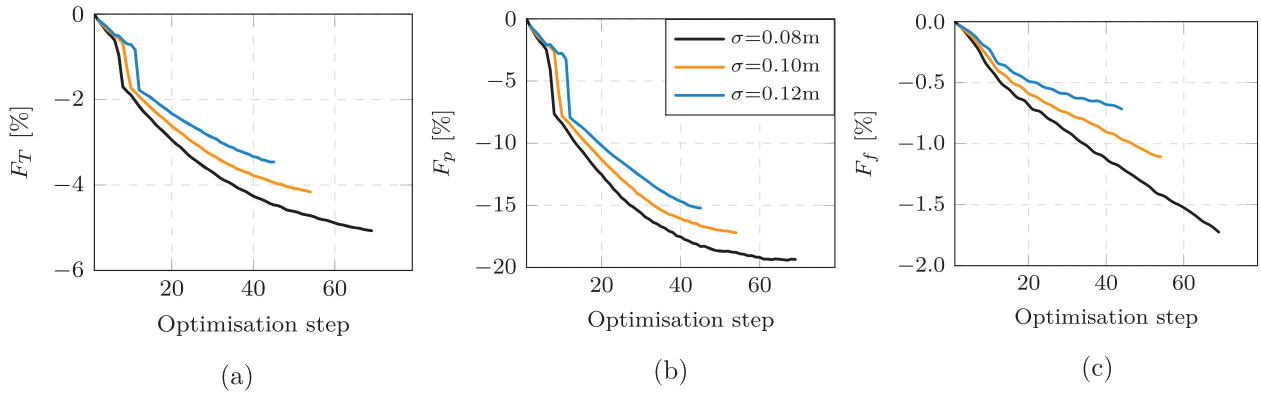 0
−2
−4
−6
F_T [%]
20
40
60
Optimisation step
(a)
0
−5
−10
−15
−20
F_p [%]
σ=0.08m
σ=0.10m
σ=0.12m
20
40
60
Optimisation step
(b)
0.0
−0.5
−1.0
−1.5
−2.0
F_f [%]
20
40
60
Optimisation step
(c)